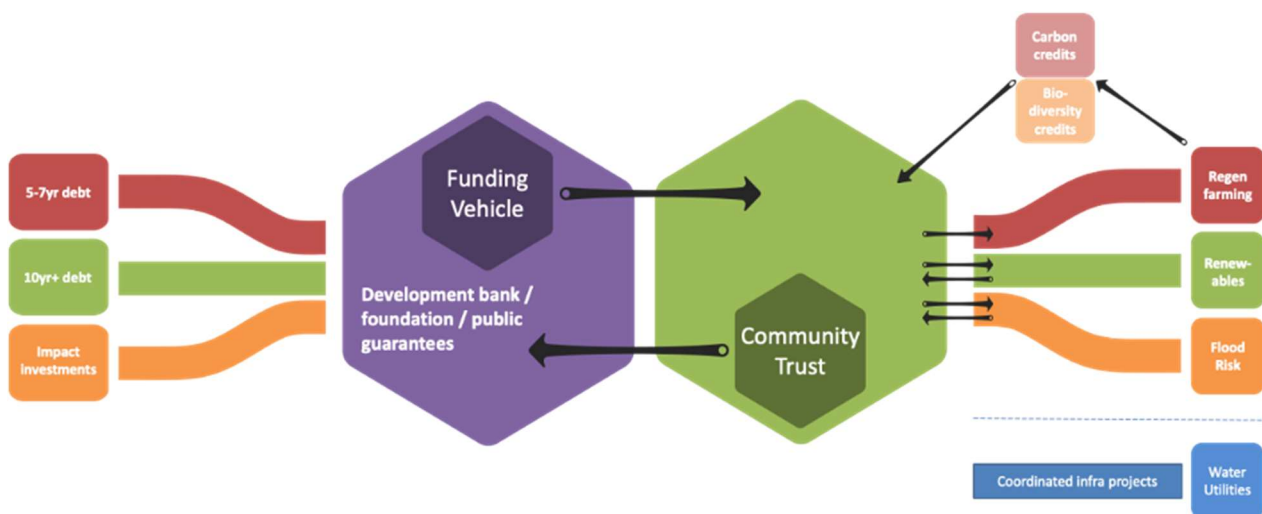 Carbon
credits
Bio-
diversity
credits
5-7yr debt
10yr+ debt
Impact
investments
Funding
Vehicle
Development bank /
foundation / public
guarantees
Community
Trust
Regen
farming
Renew-
ables
Flood
Risk
Coordinated infra projects
Water
Utilities